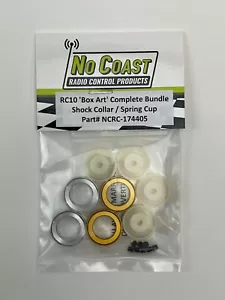 No Coast
RADIO CONTROL PRODUCTS
RC10 'Box Art' Complete Bundle
Shock Collar / Spring Cup
Part# NCRC-174405